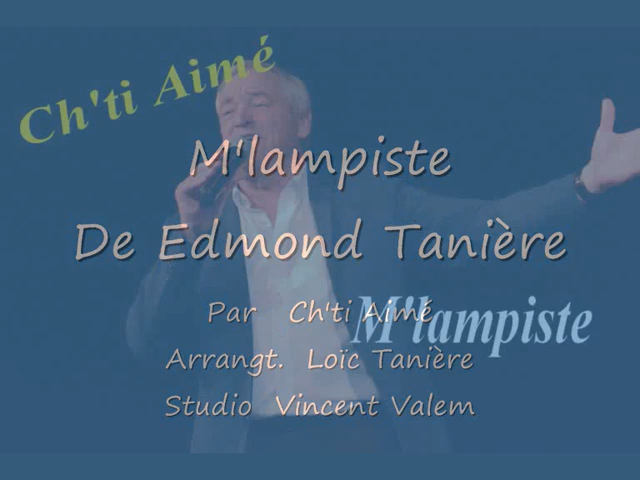 Ch'ti Aimé
M'lampiste
De Edmond Tanière
Par Ch'ti Aimé
M'lampiste
Arrangt. Loïc Tanière
Studio Vincent Valem